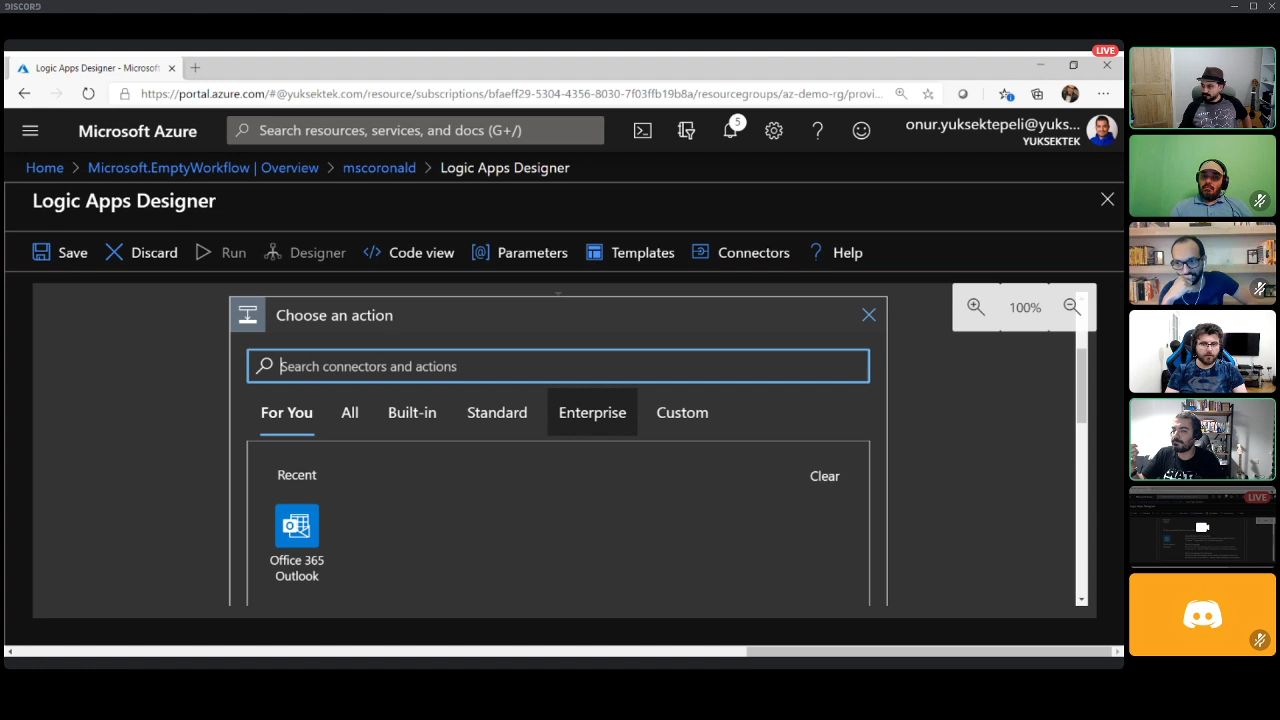 DISCORD
LIVE
Logic Apps Designer - Microsoft
https://portal.azure.com/#@yuksektek.com/resource/subscriptions/bfaeff29-5304-4356-8030-7f03ffb19b8a/resourcegroups/az-demo-rg/provi...
Microsoft Azure
Search resources, services, and docs (G+/)
5
onur.yuksektepeli@yuks...
YUKSEKTEK
Home > Microsoft.EmptyWorkflow | Overview > mscoronald > Logic Apps Designer
Logic Apps Designer
Save Discard Run Designer Code view Parameters Templates Connectors Help
Choose an action
100%
Search connectors and actions
For You All Built-in Standard Enterprise Custom
Recent Clear
Office 365
Outlook
LIVE